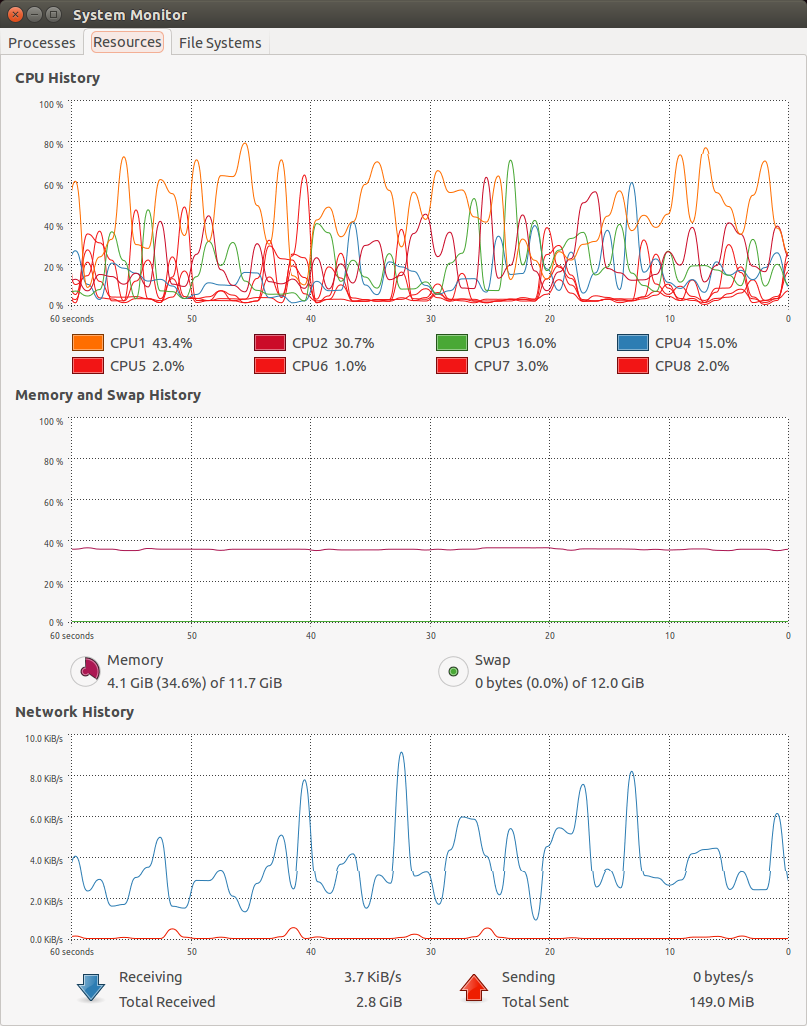 System Monitor
Processes Resources File Systems
CPU History
100 %
80 %
60 %
40 %
20 %
0 %
60 seconds 50 40 30 20 10 0
CPU1 43.4% CPU2 30.7% CPU3 16.0% CPU4 15.0%
CPU5 2.0% CPU6 1.0% CPU7 3.0% CPU8 2.0%
Memory and Swap History
100 %
80 %
60 %
40 %
20 %
0 %
60 seconds 50 40 30 20 10 0
Memory Swap
4.1 GiB (34.6%) of 11.7 GiB 0 bytes (0.0%) of 12.0 GiB
Network History
10.0 KiB/s
8.0 KiB/s
6.0 KiB/s
4.0 KiB/s
2.0 KiB/s
0.0 KiB/s
60 seconds 50 40 30 20 10 0
Receiving 3.7 KiB/s Sending 0 bytes/s
Total Received 2.8 GiB Total Sent 149.0 MiB